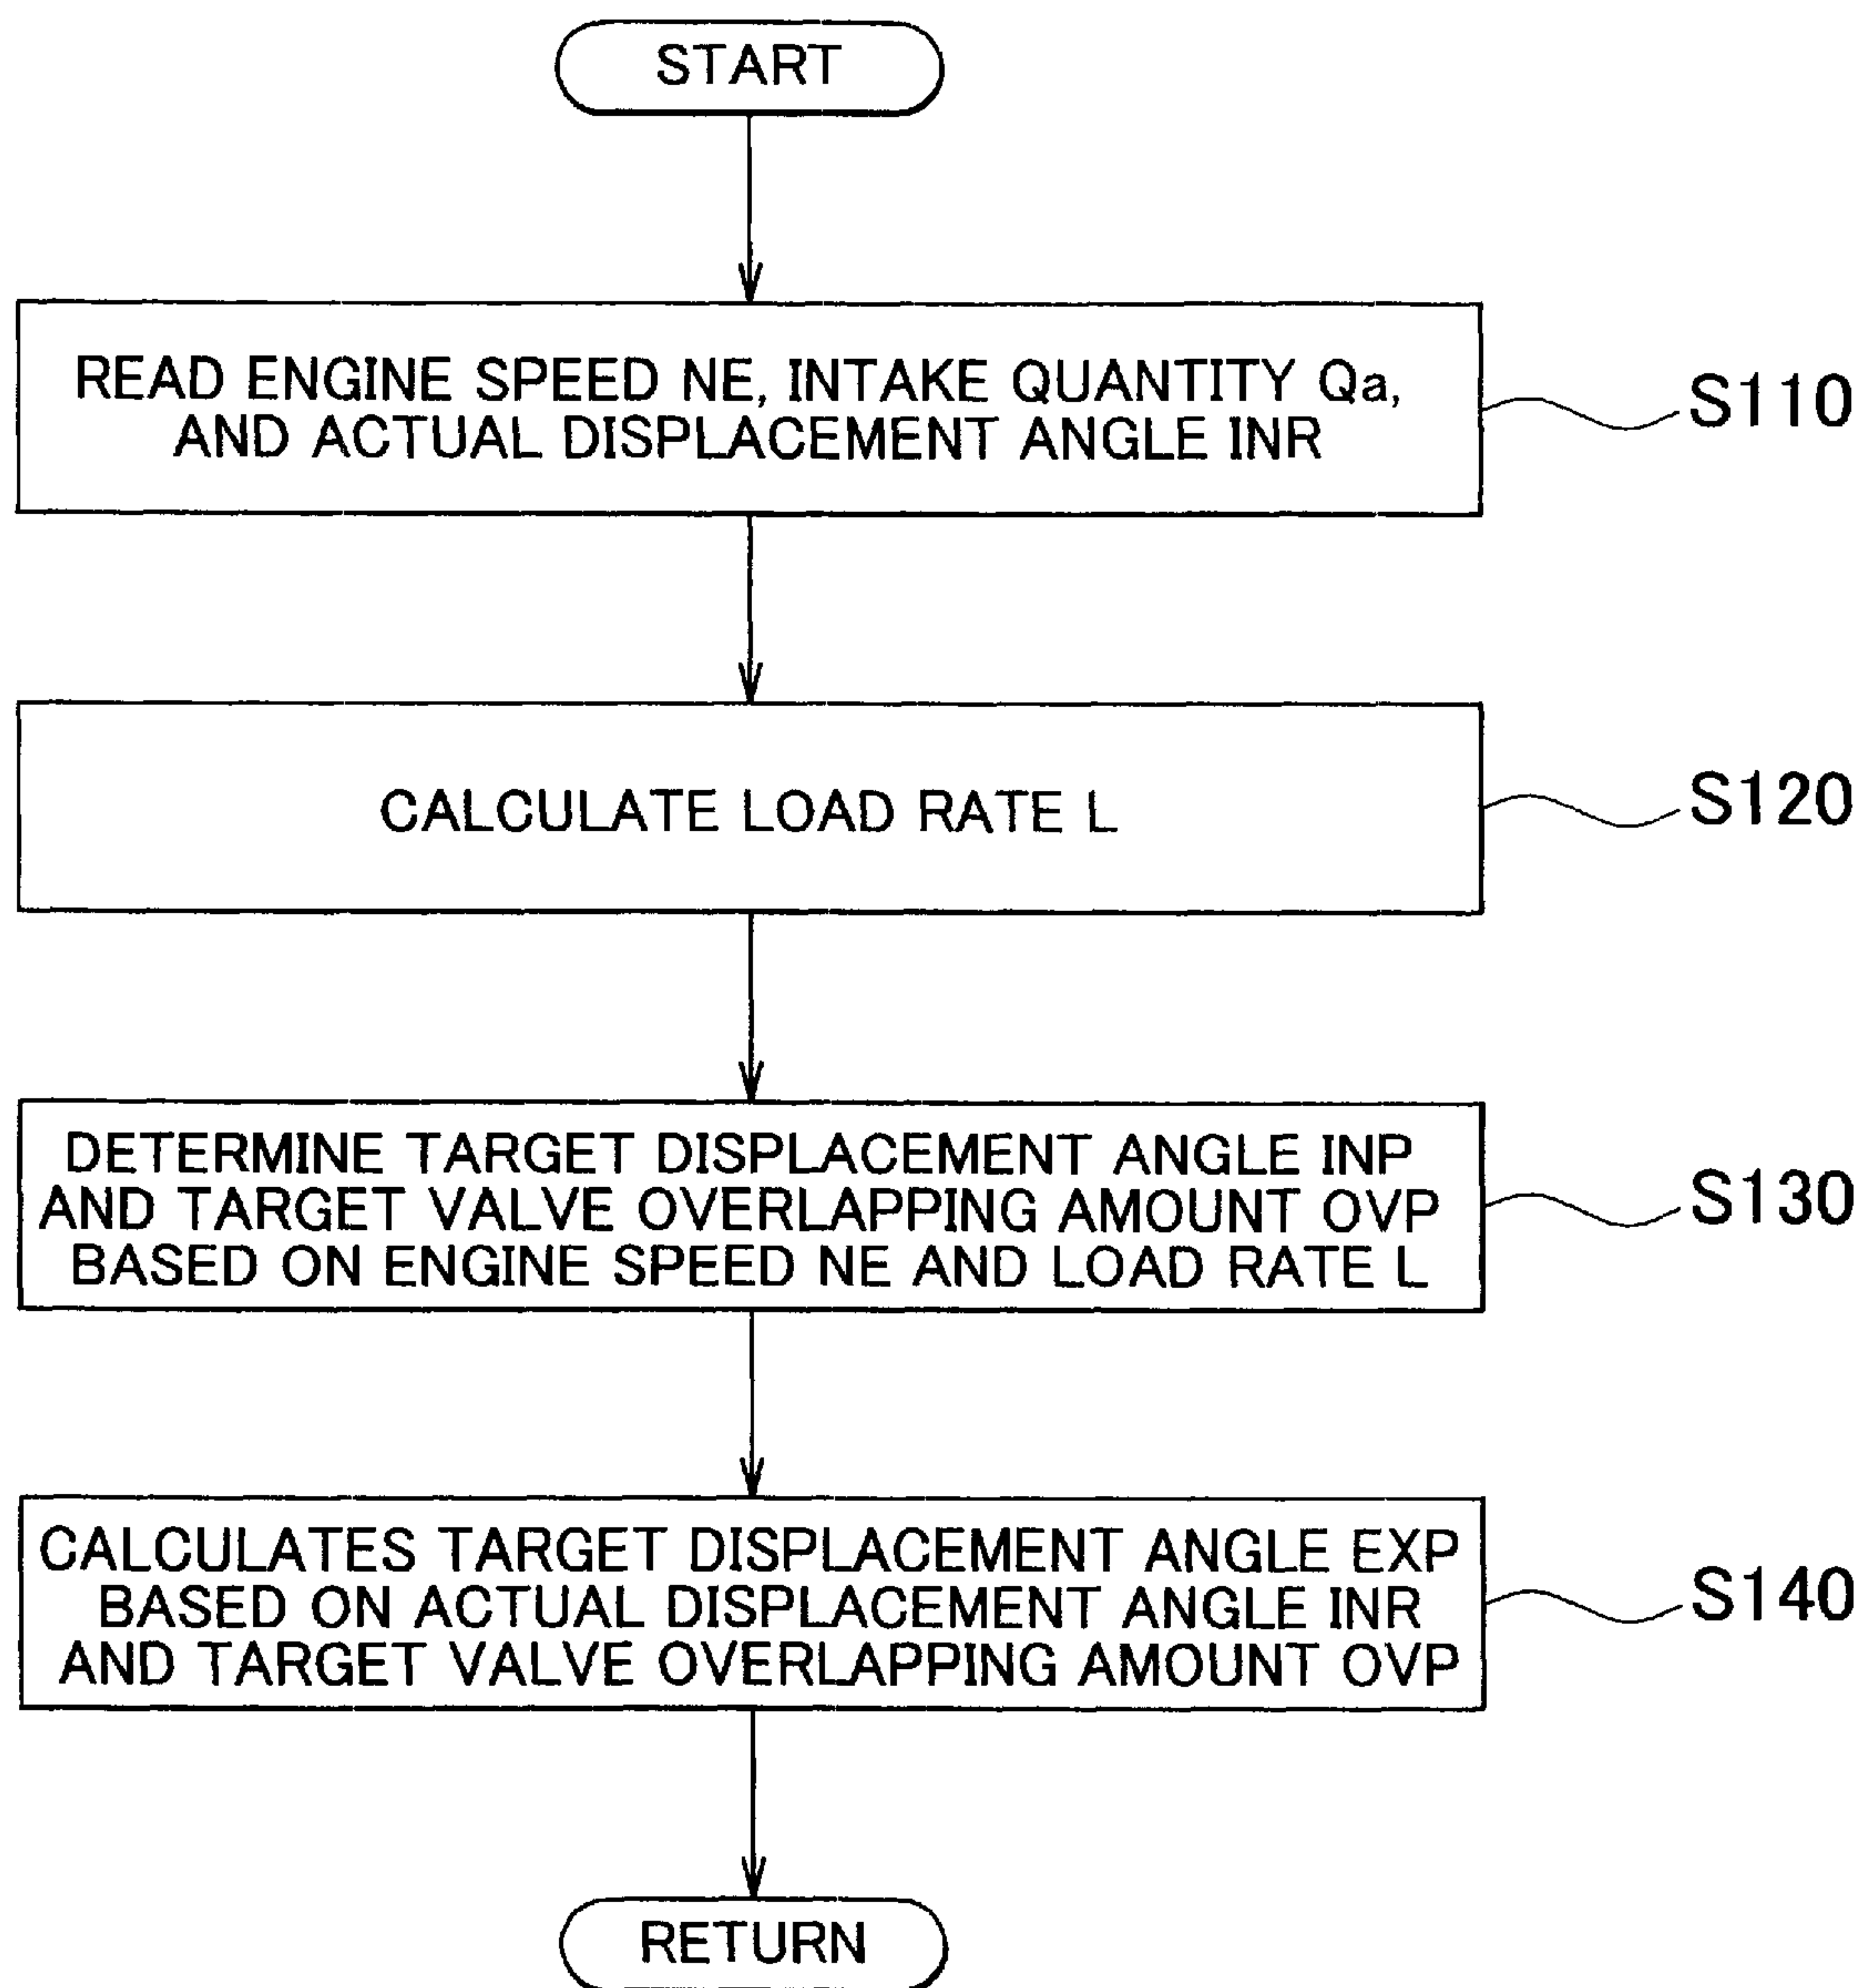 START
READ ENGINE SPEED NE, INTAKE QUANTITY Qa,
AND ACTUAL DISPLACEMENT ANGLE INR
S110
CALCULATE LOAD RATE L
S120
DETERMINE TARGET DISPLACEMENT ANGLE INP
AND TARGET VALVE OVERLAPPING AMOUNT OVP
BASED ON ENGINE SPEED NE AND LOAD RATE L
S130
CALCULATES TARGET DISPLACEMENT ANGLE EXP
BASED ON ACTUAL DISPLACEMENT ANGLE INR
AND TARGET VALVE OVERLAPPING AMOUNT OVP
S140
RETURN